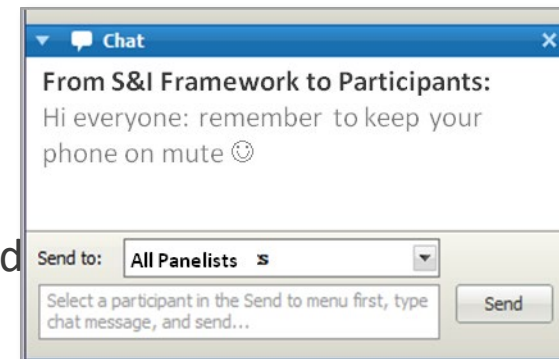 Chat
From S&I Framework to Participants:
Hi everyone: remember to keep your
phone on mute ☺
d
Send to: All Panelists s
Select a participant in the Send to menu first, type
chat message, and send...
Send